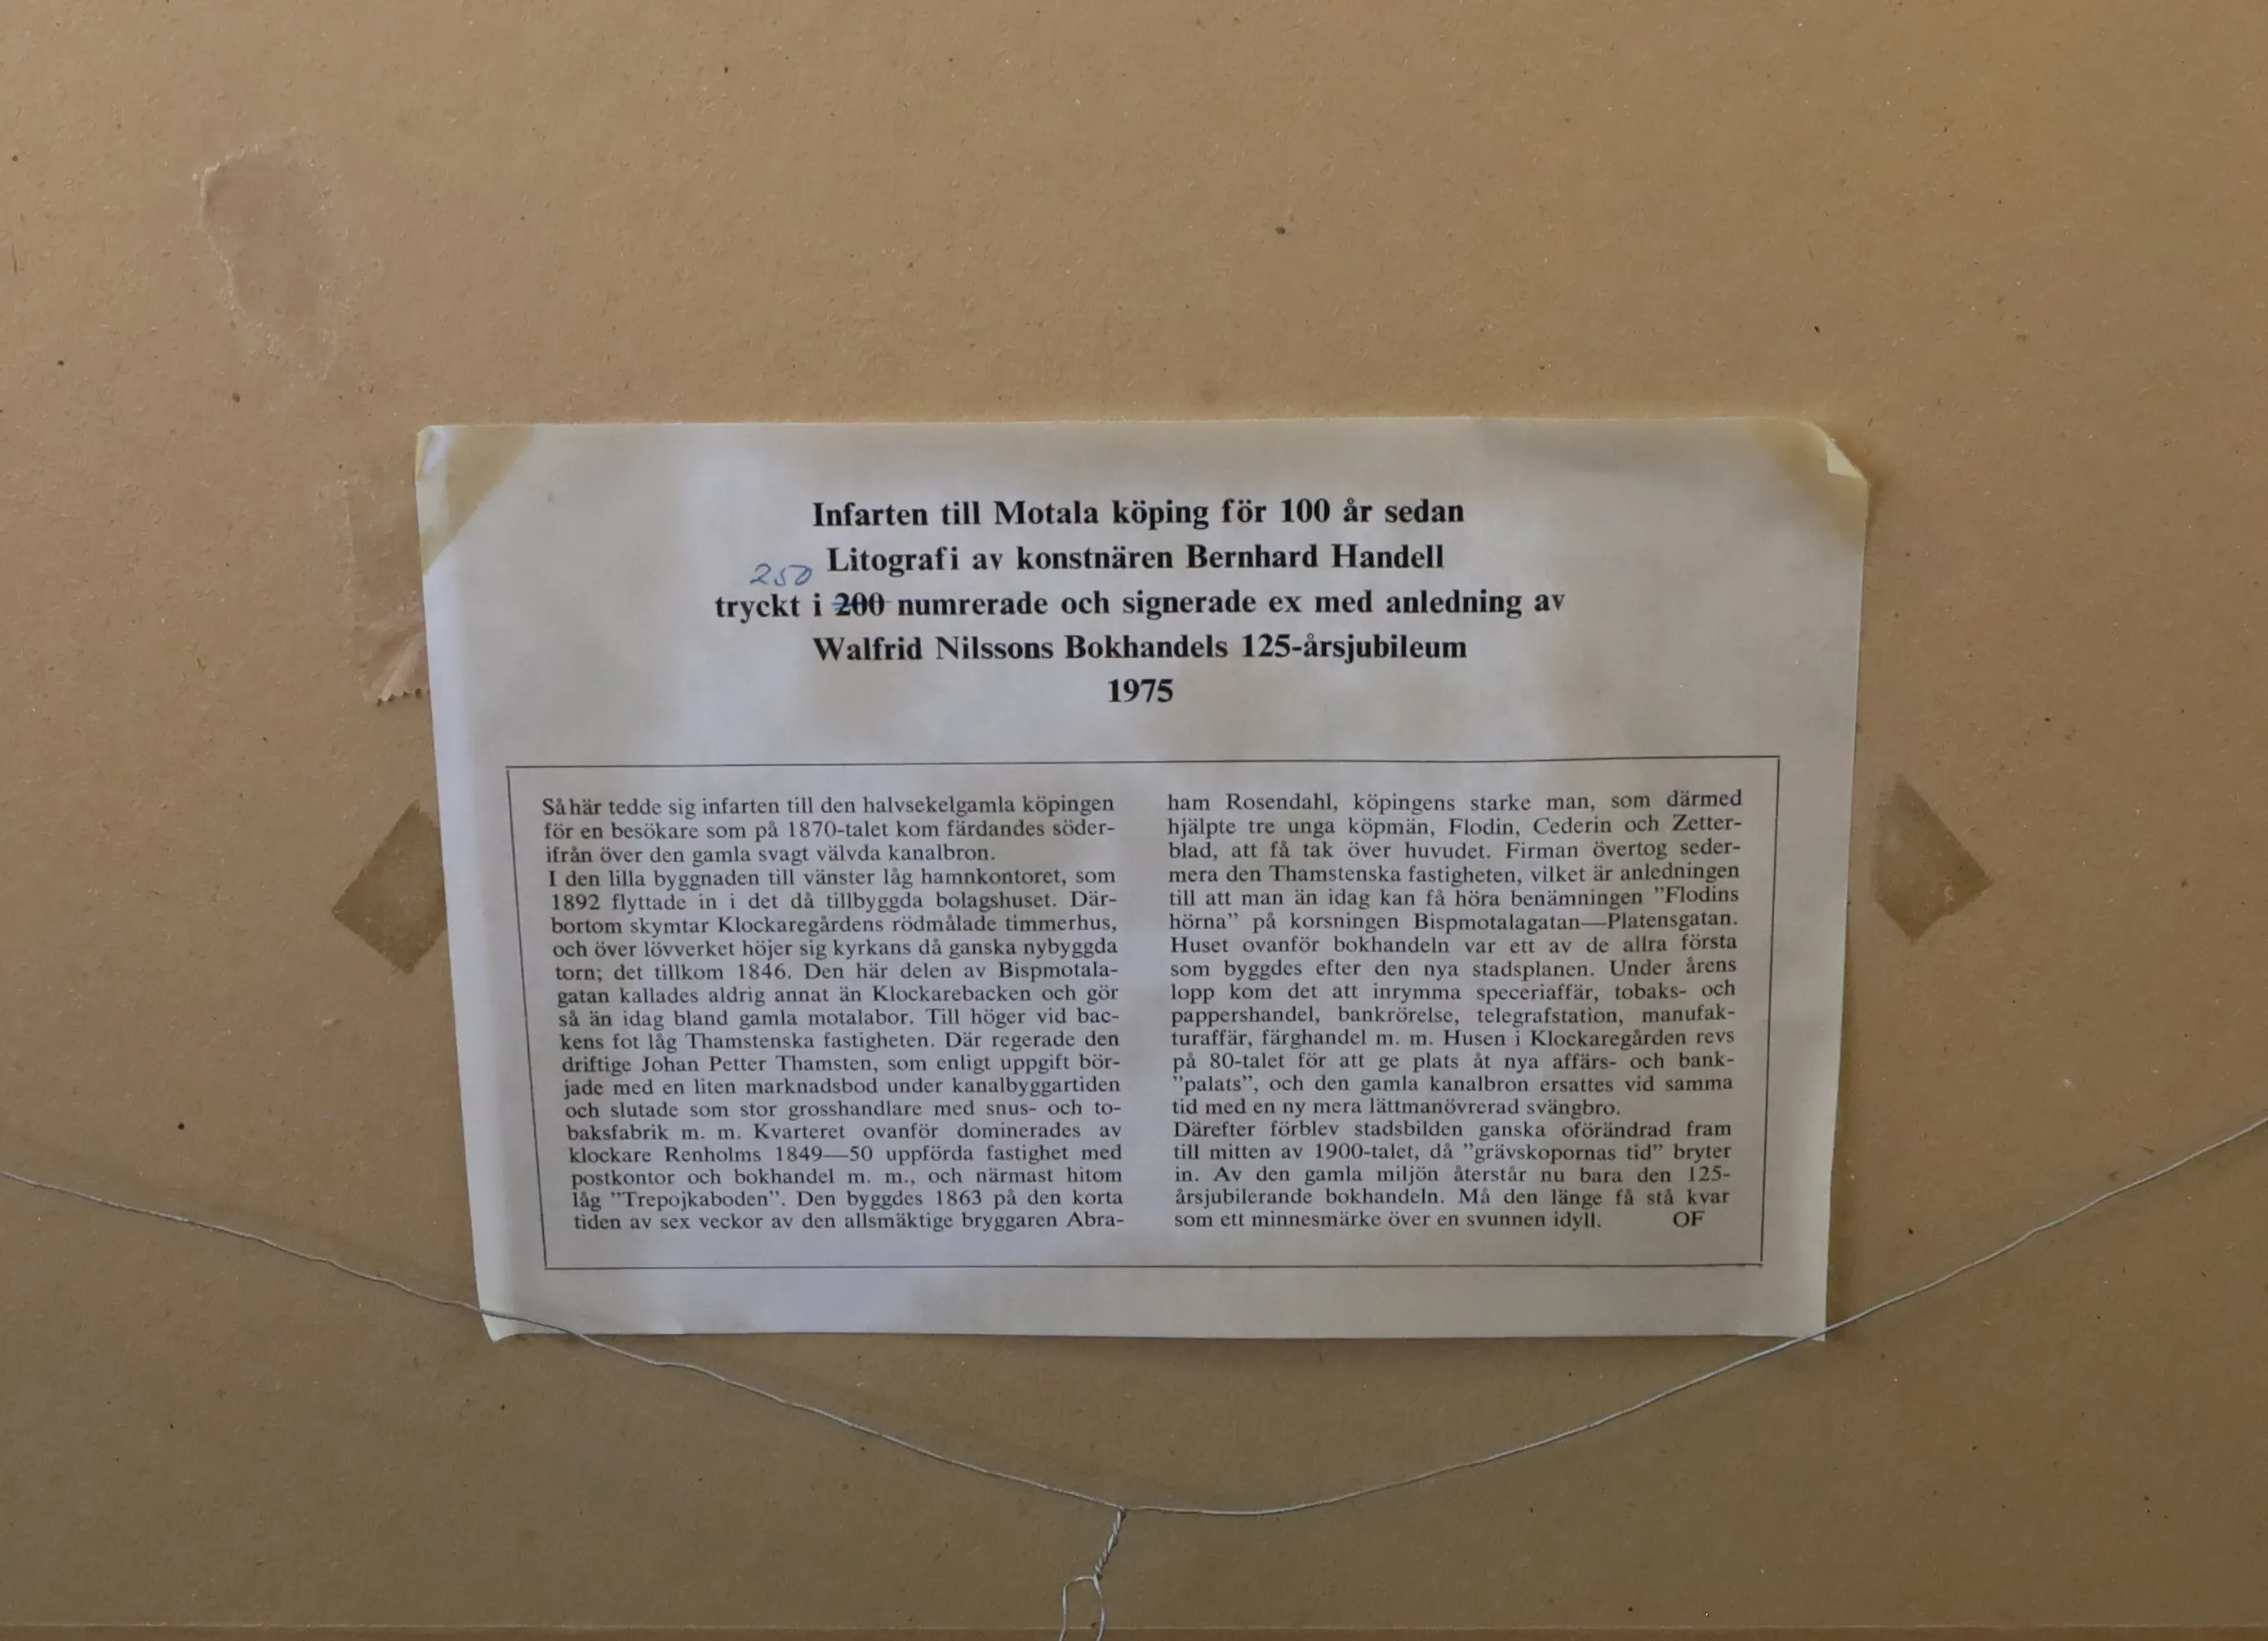 Infarten till Motala köping för 100 år sedan
Litografi av konstnären Bernhard Handell
250
tryckt i 200 numrerade och signerade ex med anledning av
Walfrid Nilssons Bokhandels 125-årsjubileum
1975
Så här tedde sig infarten till den halvsekelgamla köpingen
för en besökare som på 1870-talet kom färdandes söder-
ifrån över den gamla svagt välvda kanalbron.
I den lilla byggnaden till vänster låg hamnkontoret, som
1892 flyttade in i det då tillbyggda bolagshuset. Där-
bortom skymtar Klockaregårdens rödmålade timmerhus,
och över lövverket höjer sig kyrkans då ganska nybyggda
torn; det tillkom 1846. Den här delen av Bispmotala-
gatan kallades aldrig annat än Klockarebacken och gör
så än idag bland gamla motalabor. Till höger vid bac-
kens fot låg Thamstenska fastigheten. Där regerade den
driftige Johan Petter Thamsten, som enligt uppgift bör-
jade med en liten marknadsbod under kanalbyggartiden
och slutade som stor grosshandlare med snus- och to-
baksfabrik m. m. Kvarteret ovanför dominerades av
klockare Renholms 1849—50 uppförda fastighet med
postkontor och bokhandel m. m., och närmast hitom
låg ”Trepojkaboden”. Den byggdes 1863 på den korta
tiden av sex veckor av den allsmäktige bryggaren Abra-
ham Rosendahl, köpingens starke man, som därmed
hjälpte tre unga köpmän, Flodin, Cederin och Zetter-
blad, att få tak över huvudet. Firman övertog seder-
mera den Thamstenska fastigheten, vilket är anledningen
till att man än idag kan få höra benämningen ”Flodins
hörna” på korsningen Bispmotalagatan—Platensgatan.
Huset ovanför bokhandeln var ett av de allra första
som byggdes efter den nya stadsplanen. Under årens
lopp kom det att inrymma speceriaffär, tobaks- och
pappershandel, bankrörelse, telegrafstation, manufak-
turaffär, färghandel m. m. Husen i Klockaregården revs
på 80-talet för att ge plats åt nya affärs- och bank-
”palats”, och den gamla kanalbron ersattes vid samma
tid med en ny mera lättmanövrerad svängbro.
Därefter förblev stadsbilden ganska oförändrad fram
till mitten av 1900-talet, då ”grävskopornas tid” bryter
in. Av den gamla miljön återstår nu bara den 125-
årsjubilerande bokhandeln. Må den länge få stå kvar
som ett minnesmärke över en svunnen idyll. OF